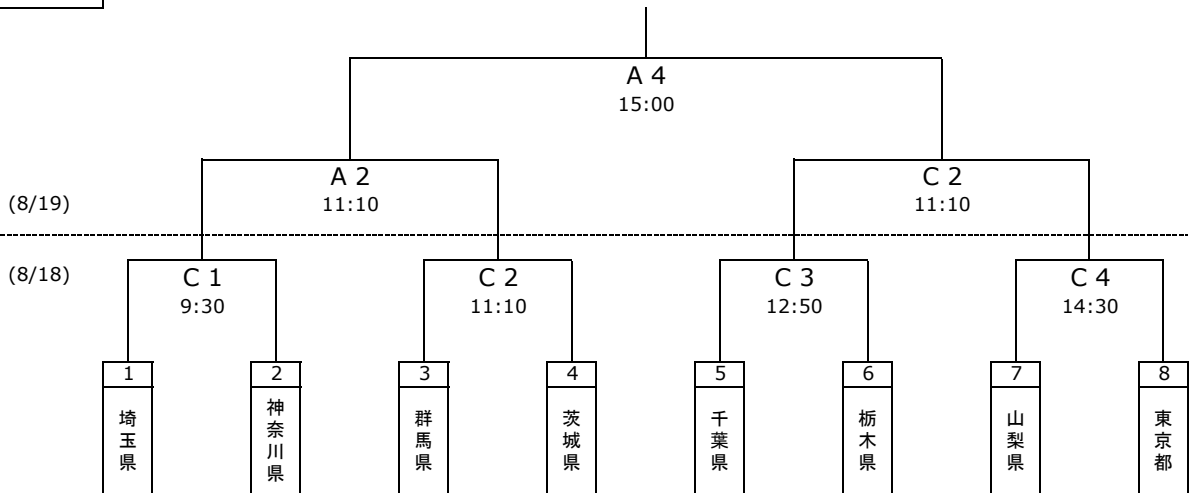 A 4
15:00
A 2
11:10
C 2
11:10
(8/19)
(8/18)
C 1
9:30
C 2
11:10
C 3
12:50
C 4
14:30
1
2
3
4
5
6
7
8
埼玉県
神奈川県
群馬県
茨城県
千葉県
栃木県
山梨県
東京都